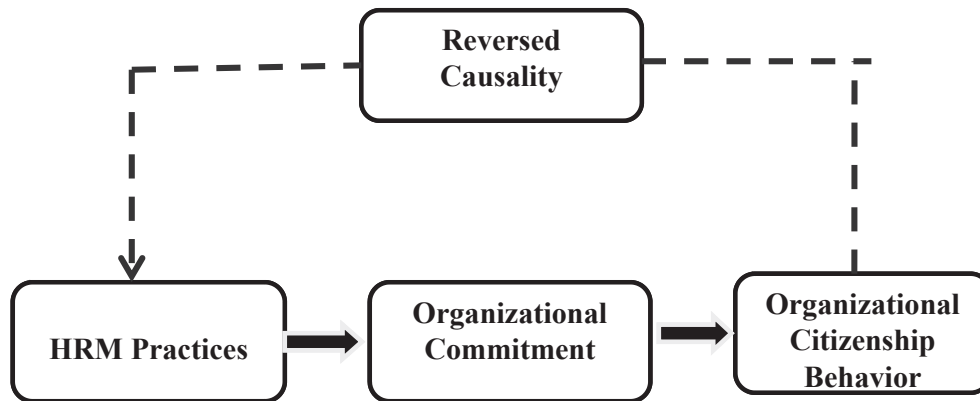 Reversed
Causality
HRM Practices
Organizational
Commitment
Organizational
Citizenship
Behavior